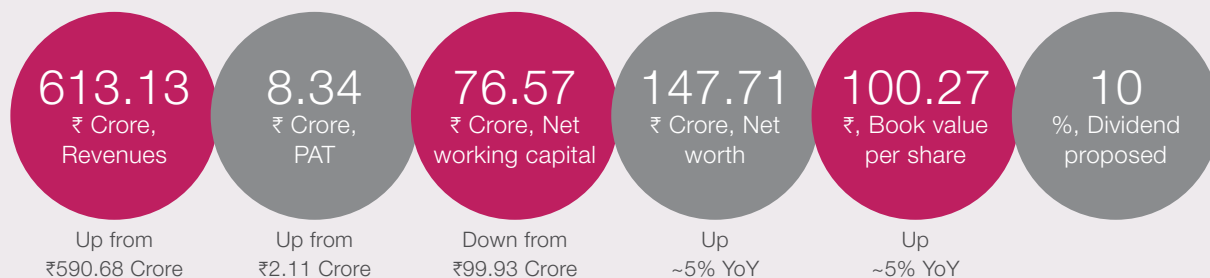 613.13
₹ Crore,
Revenues
Up from
₹590.68 Crore
8.34
₹ Crore,
PAT
Up from
₹2.11 Crore
76.57
₹ Crore, Net
working capital
Down from
₹99.93 Crore
147.71
₹ Crore, Net
worth
Up
~5% YoY
100.27
₹, Book value
per share
Up
~5% YoY
10
%, Dividend
proposed